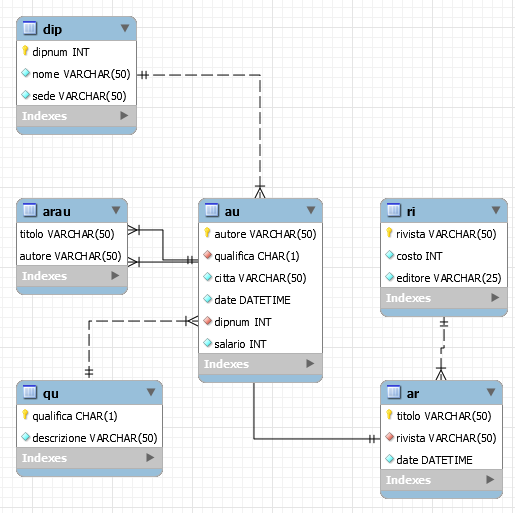 dip
dipnum INT
nome VARCHAR(50)
sede VARCHAR(50)
Indexes
arau
titolo VARCHAR(50)
autore VARCHAR(50)
Indexes
au
autore VARCHAR(50)
qualifica CHAR(1)
citta VARCHAR(50)
date DATETIME
dipnum INT
salario INT
Indexes
ri
rivista VARCHAR(50)
costo INT
editore VARCHAR(25)
Indexes
qu
qualifica CHAR(1)
descrizione VARCHAR(50)
Indexes
ar
titolo VARCHAR(50)
rivista VARCHAR(50)
date DATETIME
Indexes